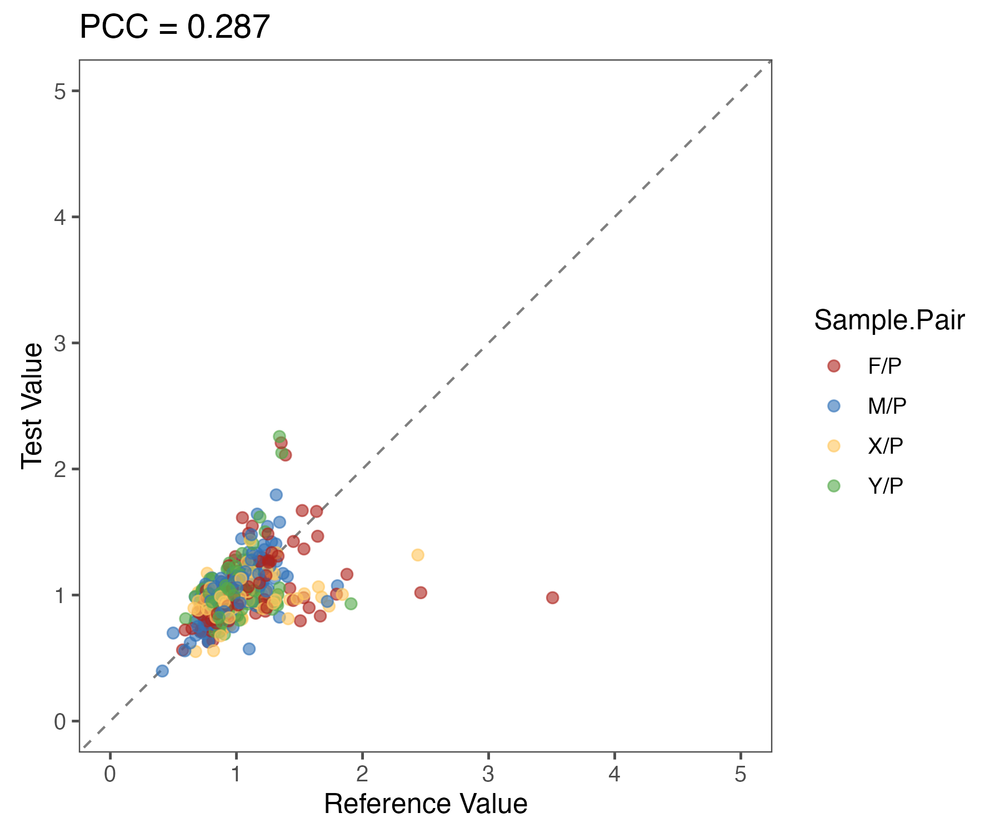 PCC = 0.287
5
4
3
2
1
0
Test Value
0 1 2 3 4 5
Reference Value
Sample.Pair
F/P
M/P
X/P
Y/P